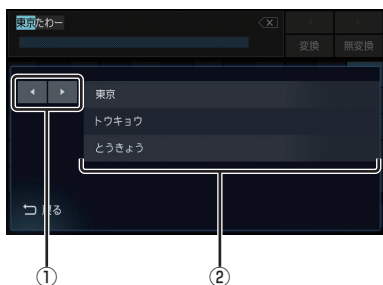 東京たわー
変換 無変換
東京
トウキョウ
とうきょう
戻る
① ②